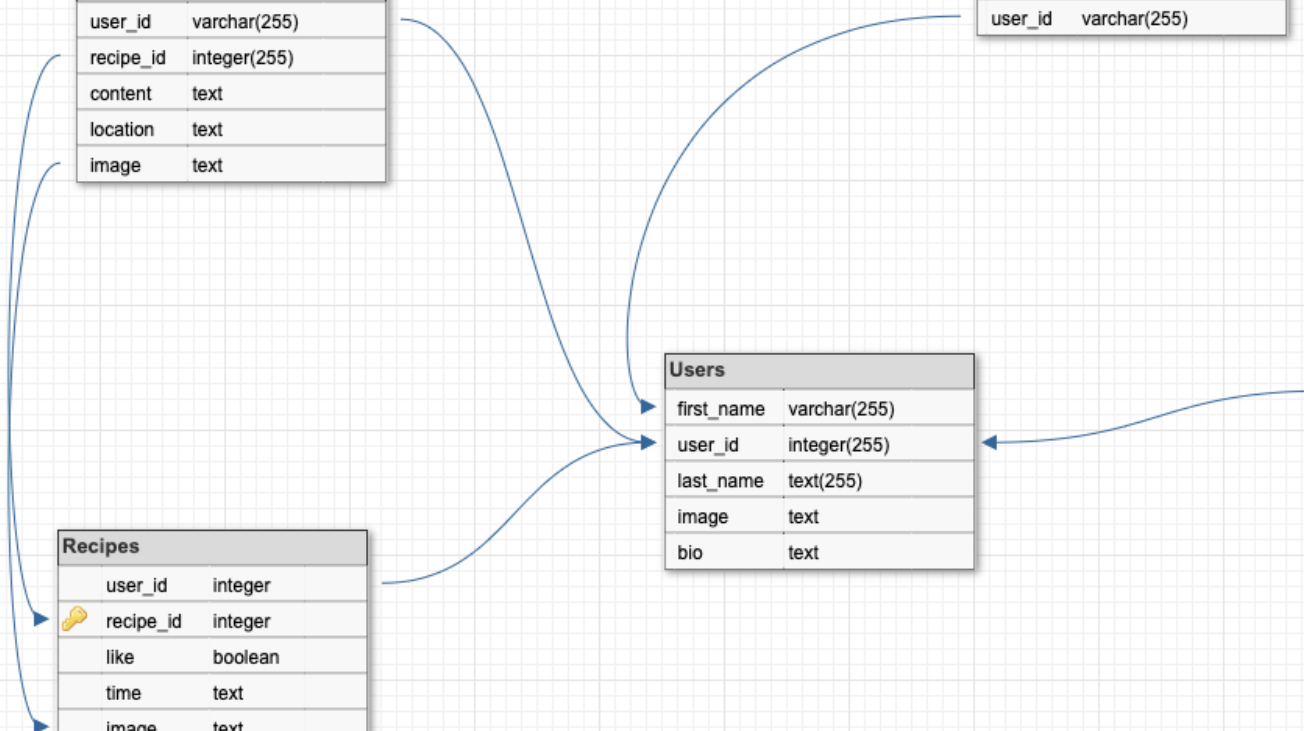 user_id varchar(255)
recipe_id integer(255)
content text
location text
image text
user_id varchar(255)
Users
first_name varchar(255)
user_id integer(255)
last_name text(255)
image text
bio text
Recipes
user_id integer
recipe_id integer
like boolean
time text
image text